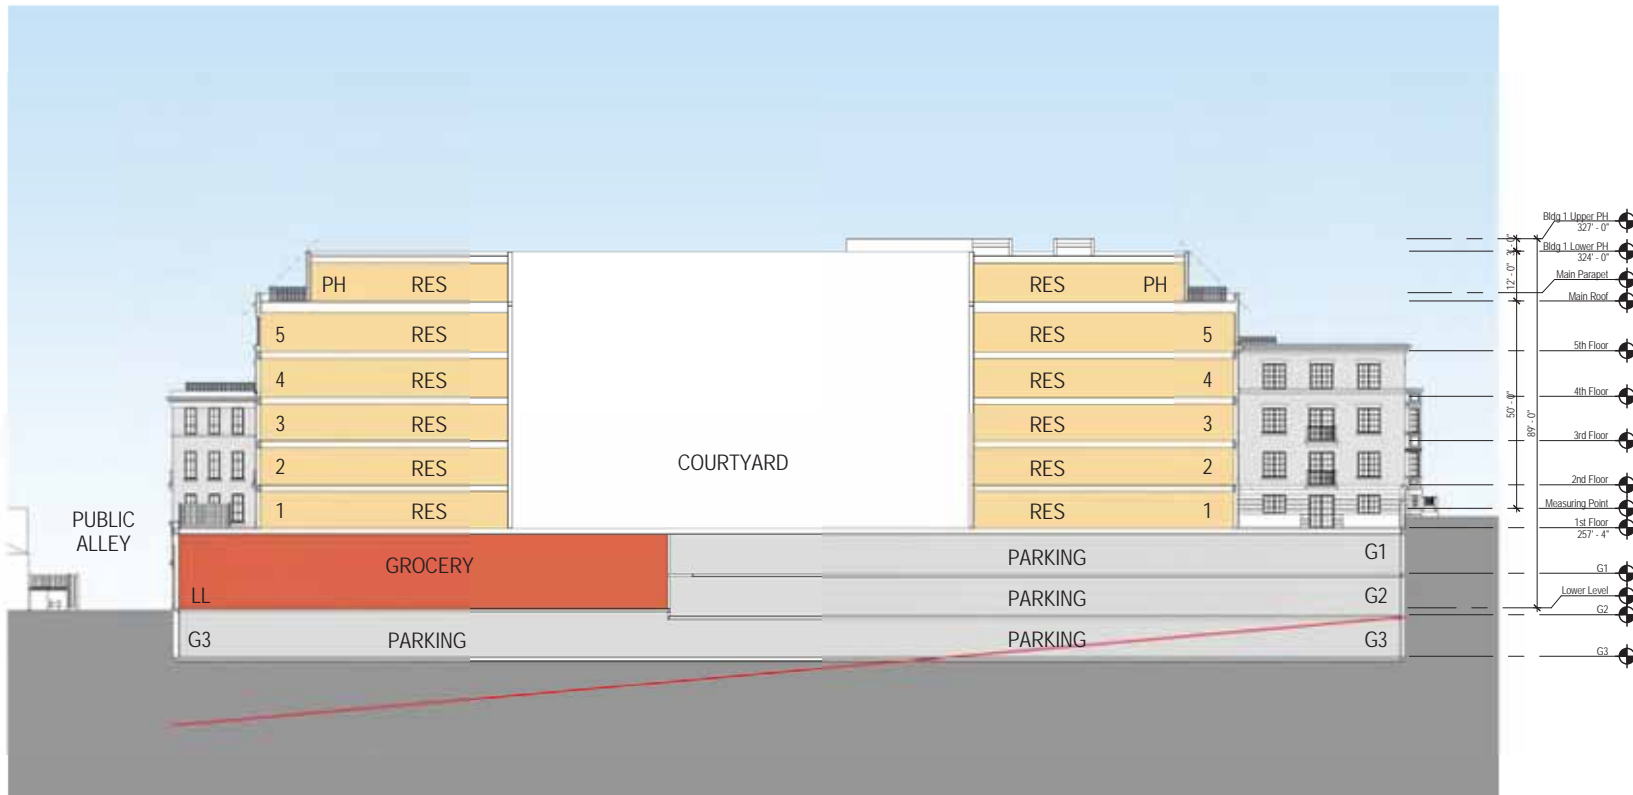 Bldg 1 Upper PH
327' - 0"
3' - 0"
Bldg 1 Lower PH
324' - 0"
12' - 0"
Main Parapet
Main Roof
PH RES RES PH
5 RES RES 5
5th Floor
4 RES RES 4
4th Floor
50' - 0"
89' - 0"
3 RES RES 3
3rd Floor
COURTYARD
2 RES RES 2
2nd Floor
1 RES RES 1
Measuring Point
1st Floor
257' - 4"
PUBLIC
ALLEY
GROCERY
PARKING G1
G1
LL
PARKING G2
Lower Level
G2
G3 PARKING PARKING G3
G3